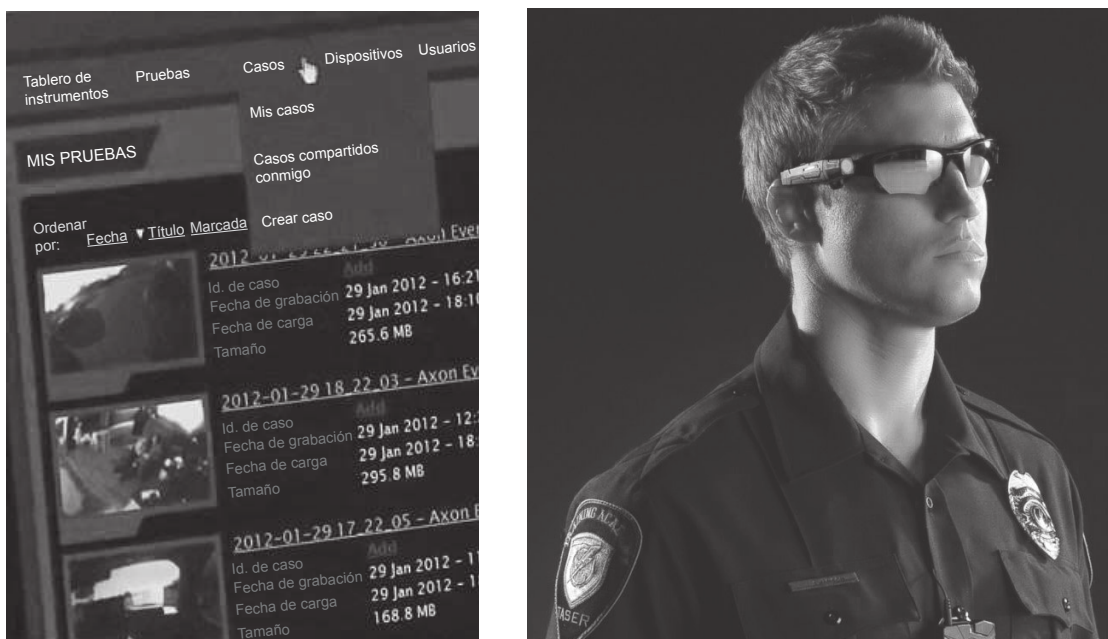 Tablero de
instrumentos
Pruebas
Casos
Dispositivos
Usuarios
Mis casos
Casos compartidos
conmigo
Crear caso
MIS PRUEBAS
Ordenar
por: Fecha ▼ Título Marcada
2012
Axon Ever
Id. de caso Add
Fecha de grabación 29 Jan 2012 - 16:21
Fecha de carga 29 Jan 2012 - 18:10
Tamaño 265.6 MB
2012-01-29 18_22_03 - Axon Ev
Id. de caso Add
Fecha de grabación 29 Jan 2012 - 12:
Fecha de carga 29 Jan 2012 - 18:
Tamaño 295.8 MB
2012-01-29 17_22_05 - Axon E
Id. de caso Add
Fecha de grabación 29 Jan 2012 - 1
Fecha de carga 29 Jan 2012 - 1
Tamaño 168.8 MB
TASER